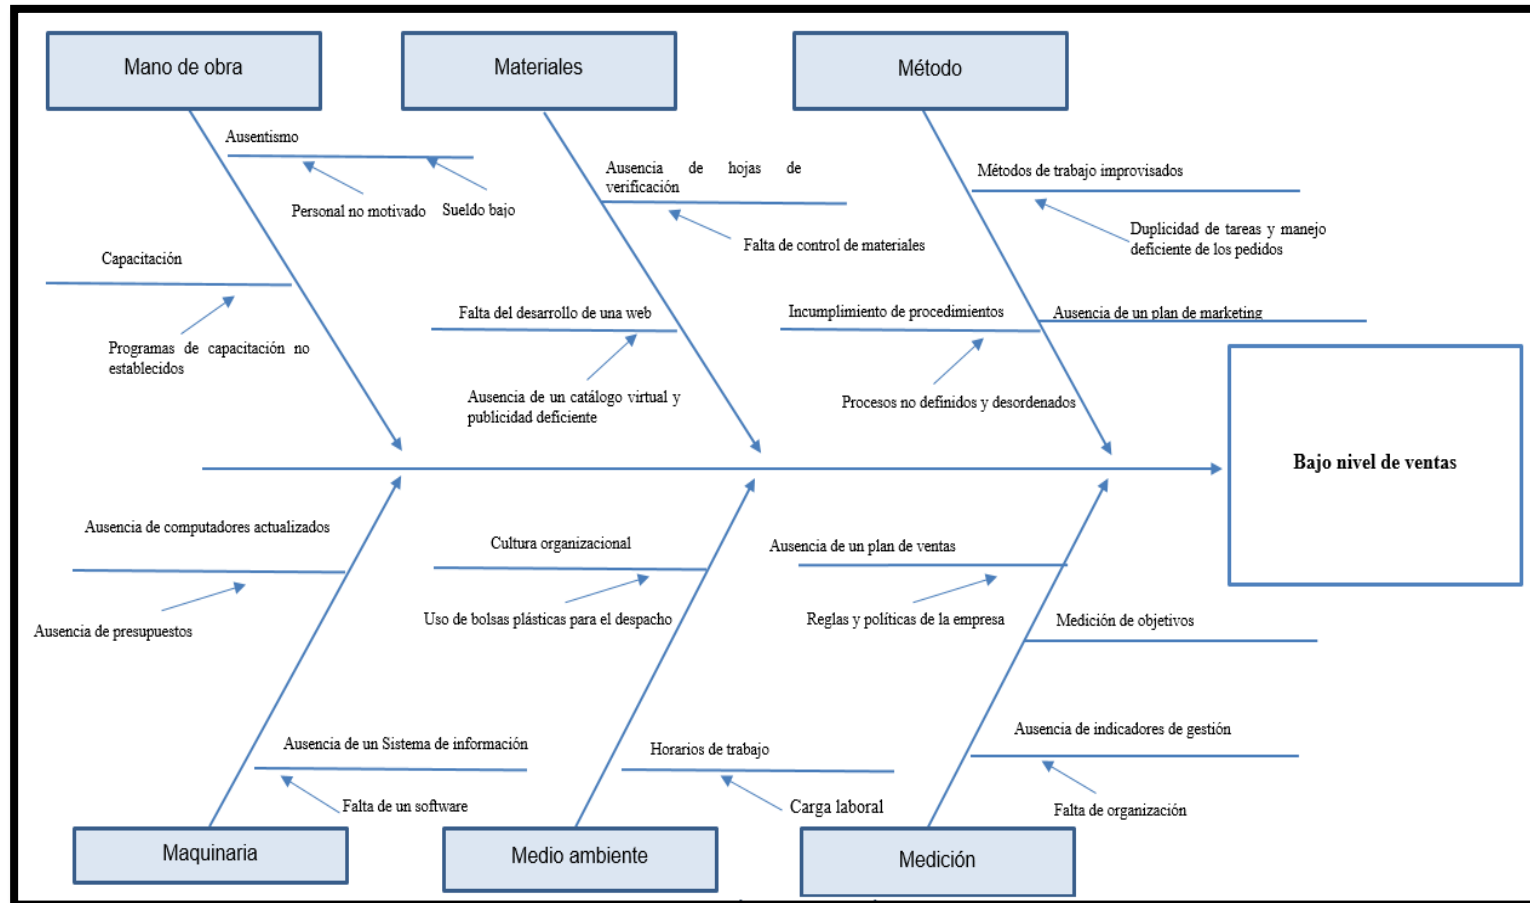 Mano de obra
Materiales
Método
Ausentismo
Personal no motivado
Sueldo bajo
Capacitación
Programas de capacitación no
establecidos
Ausencia de hojas de
verificación
Falta de control de materiales
Falta del desarrollo de una web
Ausencia de un catálogo virtual y
publicidad deficiente
Métodos de trabajo improvisados
Duplicidad de tareas y manejo
deficiente de los pedidos
Incumplimiento de procedimientos
Procesos no definidos y desordenados
Ausencia de un plan de marketing
Bajo nivel de ventas
Ausencia de computadores actualizados
Ausencia de presupuestos
Ausencia de un Sistema de información
Falta de un software
Cultura organizacional
Uso de bolsas plásticas para el despacho
Horarios de trabajo
Carga laboral
Ausencia de un plan de ventas
Reglas y políticas de la empresa
Medición de objetivos
Ausencia de indicadores de gestión
Falta de organización
Maquinaria
Medio ambiente
Medición